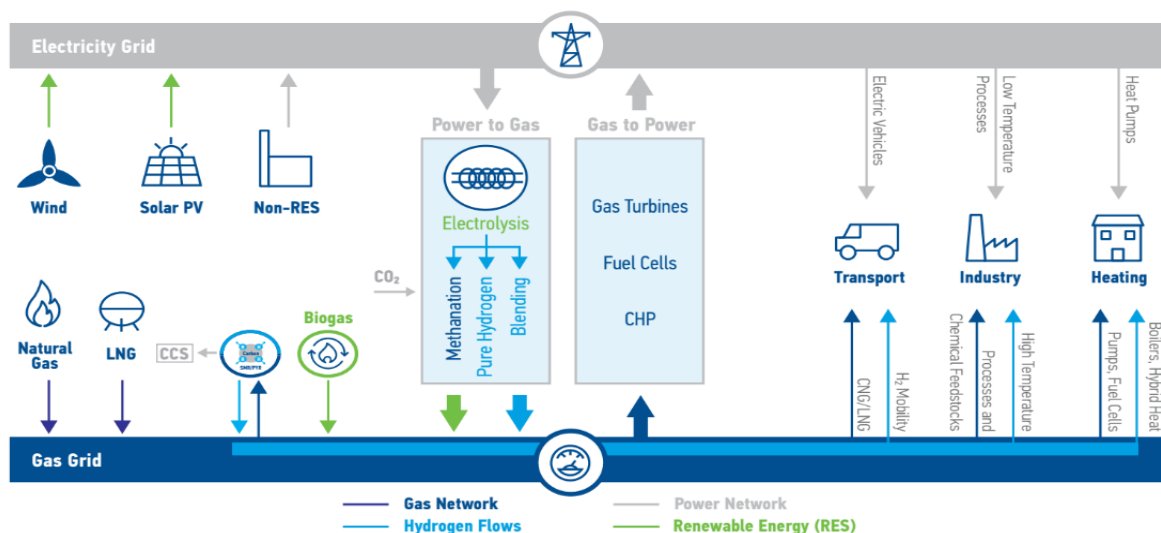 Electricity Grid
Power to Gas
Gas to Power
Electric Vehicles
Low Temperature
Processes
Heat Pumps
Wind
Solar PV
Non-RES
Electrolysis
Methanation
Pure Hydrogen
Blending
Gas Turbines
Fuel Cells
CHP
Transport
Industry
Heating
CO₂
Natural
Gas
LNG
CCS
Carbon
SMR/PYR
Biogas
CNG/LNG
H₂ Mobility
Chemical Feedstocks
Processes and
High Temperature
Pumps, Fuel Cells
Boilers, Hybrid Heat
Gas Grid
Gas Network
Power Network
Hydrogen Flows
Renewable Energy (RES)